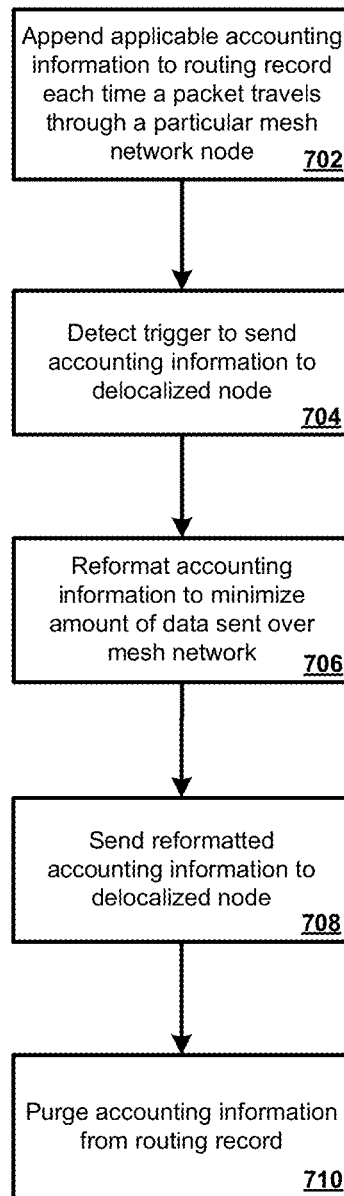 Append applicable accounting
information to routing record
each time a packet travels
through a particular mesh
network node
702
Detect trigger to send
accounting information to
delocalized node
704
Reformat accounting
information to minimize
amount of data sent over
mesh network
706
Send reformatted
accounting information to
delocalized node
708
Purge accounting information
from routing record
710